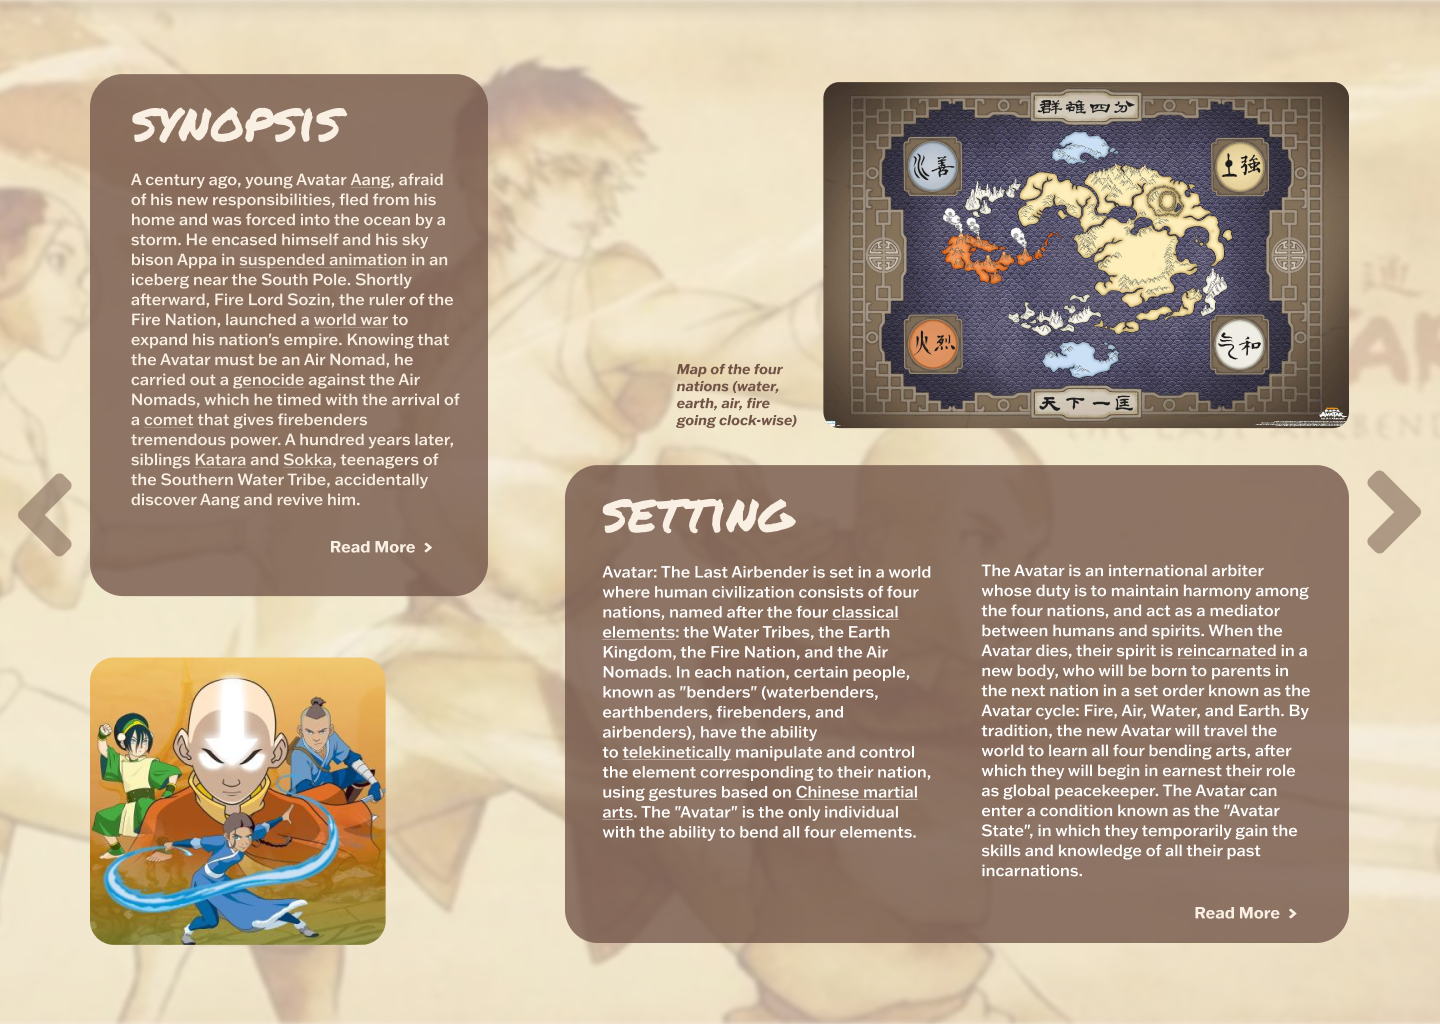 SYNOPSIS
A century ago, young Avatar Aang, afraid
of his new responsibilities, fled from his
home and was forced into the ocean by a
storm. He encased himself and his sky
bison Appa in suspended animation in an
iceberg near the South Pole. Shortly
afterward, Fire Lord Sozin, the ruler of the
Fire Nation, launched a world war to
expand his nation's empire. Knowing that
the Avatar must be an Air Nomad, he
carried out a genocide against the Air
Nomads, which he timed with the arrival of
a comet that gives firebenders
tremendous power. A hundred years later,
siblings Katara and Sokka, teenagers of
the Southern Water Tribe, accidentally
discover Aang and revive him.
Read More
群雄四分
善
土強
火烈
气和
天下一匡
Map of the four
nations (water,
earth, air, fire
going clock-wise)
SETTING
Avatar: The Last Airbender is set in a world
where human civilization consists of four
nations, named after the four classical
elements: the Water Tribes, the Earth
Kingdom, the Fire Nation, and the Air
Nomads. In each nation, certain people,
known as "benders" (waterbenders,
earthbenders, firebenders, and
airbenders), have the ability
to telekinetically manipulate and control
the element corresponding to their nation,
using gestures based on Chinese martial
arts. The "Avatar" is the only individual
with the ability to bend all four elements.
The Avatar is an international arbiter
whose duty is to maintain harmony among
the four nations, and act as a mediator
between humans and spirits. When the
Avatar dies, their spirit is reincarnated in a
new body, who will be born to parents in
the next nation in a set order known as the
Avatar cycle: Fire, Air, Water, and Earth. By
tradition, the new Avatar will travel the
world to learn all four bending arts, after
which they will begin in earnest their role
as global peacekeeper. The Avatar can
enter a condition known as the "Avatar
State", in which they temporarily gain the
skills and knowledge of all their past
incarnations.
Read More